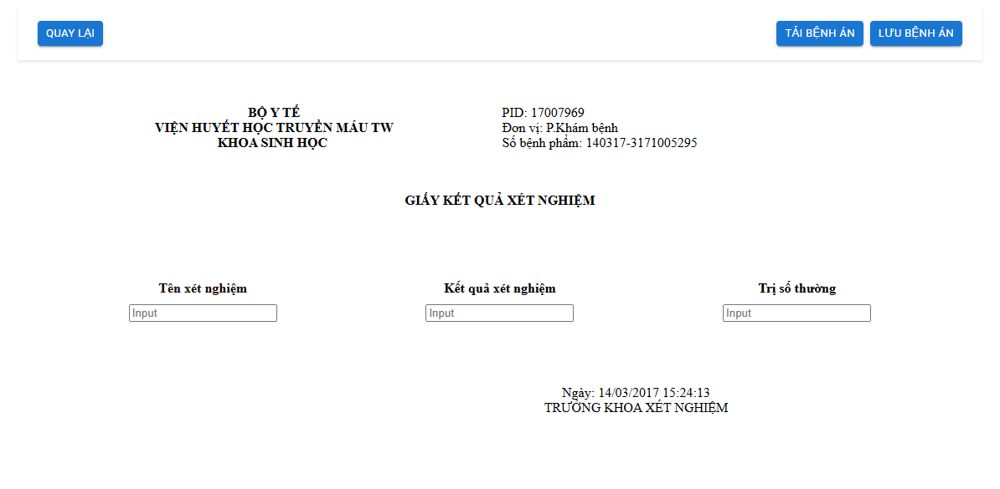 QUAY LẠI
TẢI BỆNH ÁN
LƯU BỆNH ÁN
BỘ Y TẾ
VIỆN HUYẾT HỌC TRUYỀN MÁU TW
KHOA SINH HỌC
PID: 17007969
Đơn vị: P.Khám bệnh
Số bệnh phẩm: 140317-3171005295
GIẤY KẾT QUẢ XÉT NGHIỆM
Tên xét nghiệm
Kết quả xét nghiệm
Trị số thường
Input
Input
Input
Ngày: 14/03/2017 15:24:13
TRƯỞNG KHOA XÉT NGHIỆM